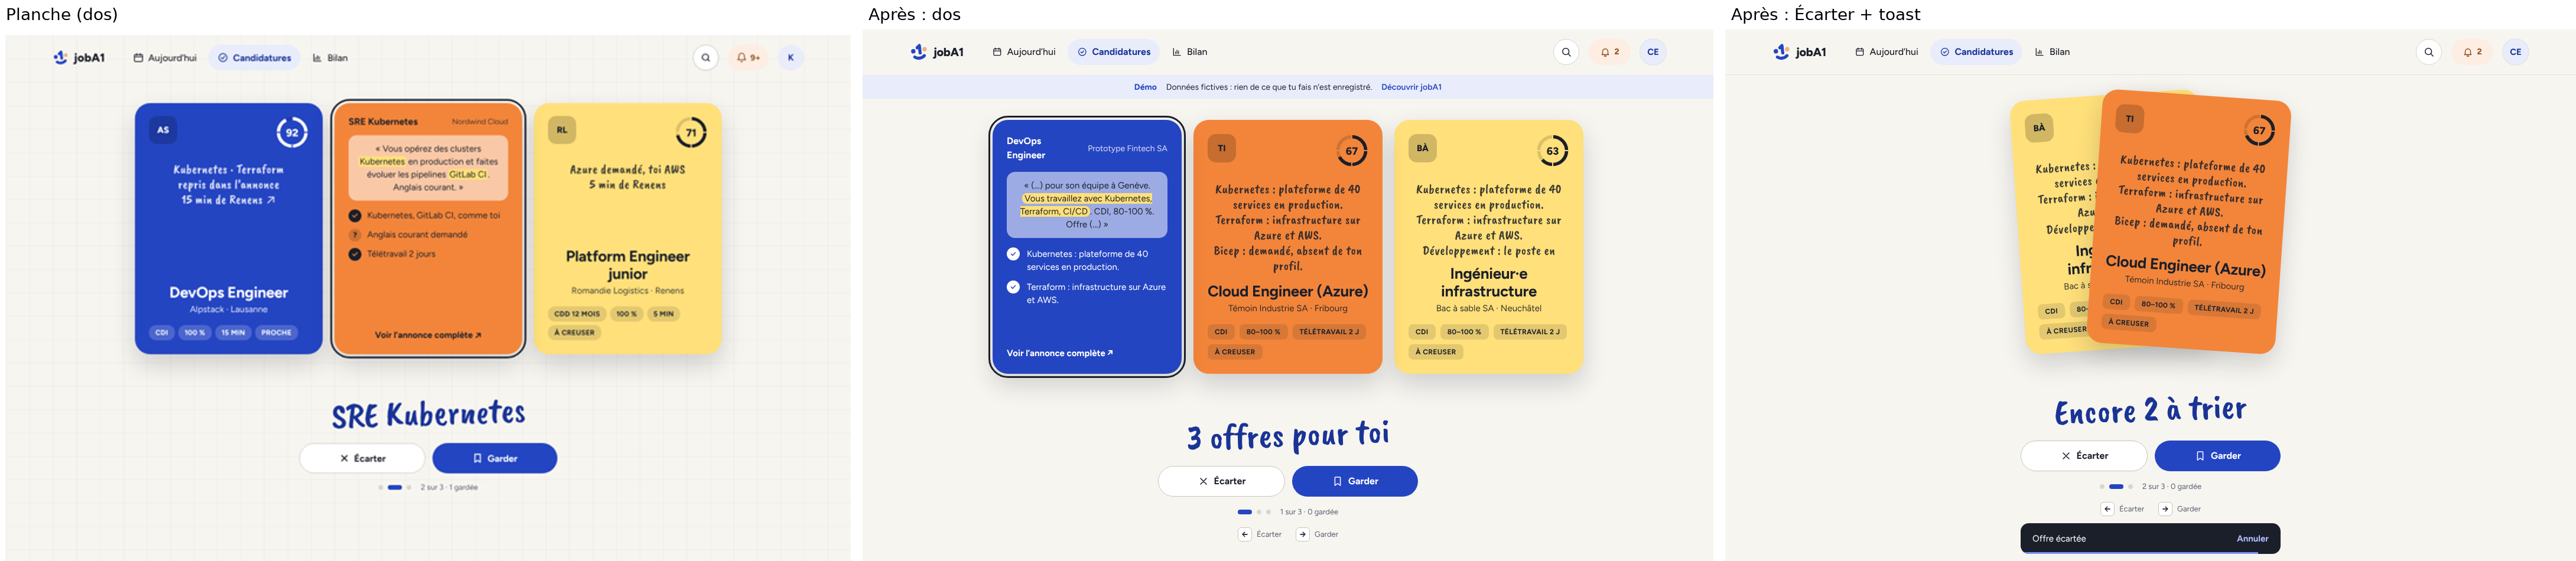 Planche (dos)
jobA1
Aujourd'hui
Candidatures
Bilan
9+
K
AS
92
Kubernetes · Terraform
repris dans l'annonce
15 min de Renens ↗
DevOps Engineer
Alpstack · Lausanne
CDI
100 %
15 MIN
PROCHE
SRE Kubernetes
Nordwind Cloud
« Vous opérez des clusters
Kubernetes en production et faites
évoluer les pipelines GitLab CI.
Anglais courant. »
Kubernetes, GitLab CI, comme toi
? Anglais courant demandé
Télétravail 2 jours
Voir l'annonce complète ↗
RL
71
Azure demandé, toi AWS
5 min de Renens
Platform Engineer
junior
Romandie Logistics · Renens
CDD 12 MOIS
100 %
5 MIN
À CREUSER
SRE Kubernetes
Écarter
Garder
2 sur 3 · 1 gardée
Après : dos
jobA1
Aujourd'hui
Candidatures
Bilan
2
CE
Démo Données fictives : rien de ce que tu fais n'est enregistré. Découvrir jobA1
DevOps
Engineer
Prototype Fintech SA
« (...) pour son équipe à Genève.
Vous travaillez avec Kubernetes,
Terraform, CI/CD. CDI, 80-100 %.
Offre (...) »
Kubernetes : plateforme de 40
services en production.
Terraform : infrastructure sur Azure
et AWS.
Voir l'annonce complète ↗
TI
67
Kubernetes : plateforme de 40
services en production.
Terraform : infrastructure sur
Azure et AWS.
Bicep : demandé, absent de ton
profil.
Cloud Engineer (Azure)
Témoin Industrie SA · Fribourg
CDI
80–100 %
TÉLÉTRAVAIL 2 J
À CREUSER
BÀ
63
Kubernetes : plateforme de 40
services en production.
Terraform : infrastructure sur
Azure et AWS.
Développement : le poste en
Ingénieur·e
infrastructure
Bac à sable SA · Neuchâtel
CDI
80–100 %
TÉLÉTRAVAIL 2 J
À CREUSER
3 offres pour toi
Écarter
Garder
1 sur 3 · 0 gardée
← Écarter
→ Garder
Après : Écarter + toast
jobA1
Aujourd'hui
Candidatures
Bilan
2
CE
BÀ
Kubernetes :
services
Terraform :
Développe
CDI
À CREUSER
TI
67
Kubernetes : plateforme de 40
services en production.
Terraform : infrastructure sur
Azure et AWS.
Bicep : demandé, absent de ton
profil.
Cloud Engineer (Azure)
Témoin Industrie SA · Fribourg
CDI
80–100 %
TÉLÉTRAVAIL 2 J
À CREUSER
Encore 2 à trier
Écarter
Garder
2 sur 3 · 0 gardée
← Écarter
→ Garder
Offre écartée
Annuler